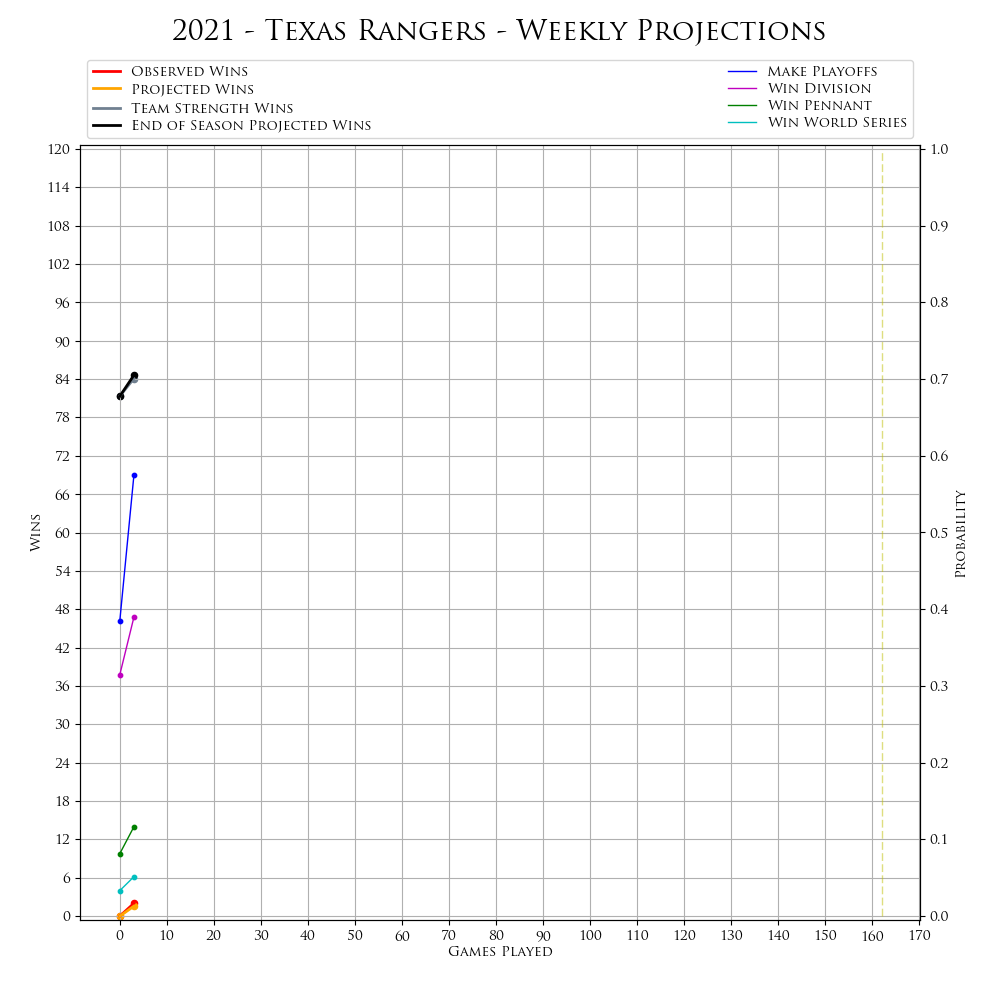 2021 - Texas Rangers - Weekly Projections
Observed Wins
Projected Wins
Team Strength Wins
End of Season Projected Wins
Make Playoffs
Win Division
Win Pennant
Win World Series
120
114
108
102
96
90
84
78
72
66
60
54
48
42
36
30
24
18
12
6
0
Wins
1.0
0.9
0.8
0.7
0.6
0.5
0.4
0.3
0.2
0.1
0.0
Probability
0 10 20 30 40 50 60 70 80 90 100 110 120 130 140 150 160 170
Games Played